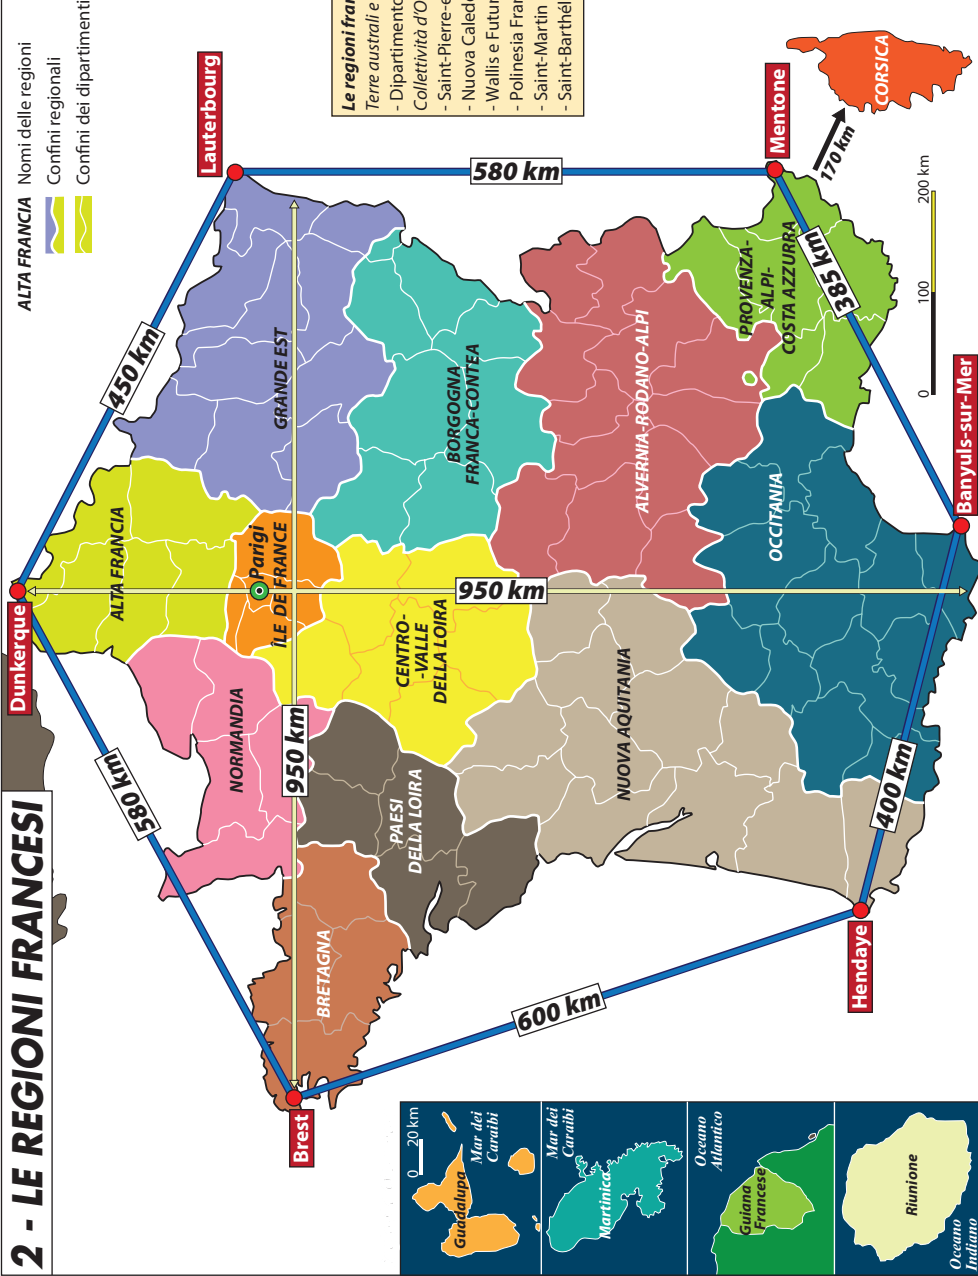 2 - LE REGIONI FRANCESI
ALTA FRANCIA Nomi delle regioni
Confini regionali
Confini dei dipartimenti
Le regioni fran
Terre australi e
- Dipartimento
Collettività d'O
- Saint-Pierre-e
- Nuova Caledo
- Wallis e Futur
- Polinesia Fran
- Saint-Martin
- Saint-Barthél
Dunkerque
Lauterbourg
Mentone
Banyuls-sur-Mer
Hendaye
Brest
450 km
580 km
385 km
400 km
600 km
580 km
950 km
950 km
170 km
ALTA FRANCIA
Parigi
ÎLE DE FRANCE
NORMANDIA
GRANDE EST
BRETAGNA
PAESI
DELLA LOIRA
CENTRO-
-VALLE
DELLA LOIRA
BORGOGNA
FRANCA-CONTEA
NUOVA AQUITANIA
ALVERNIA-RODANO-ALPI
OCCITANIA
PROVENZA-
ALPI-
COSTA AZZURRA
CORSICA
0 100 200 km
0 20 km
Guadalupa
Mar dei
Caraibi
Martinica
Mar dei
Caraibi
Guiana
Francese
Oceano
Atlantico
Riunione
Oceano
Indiano